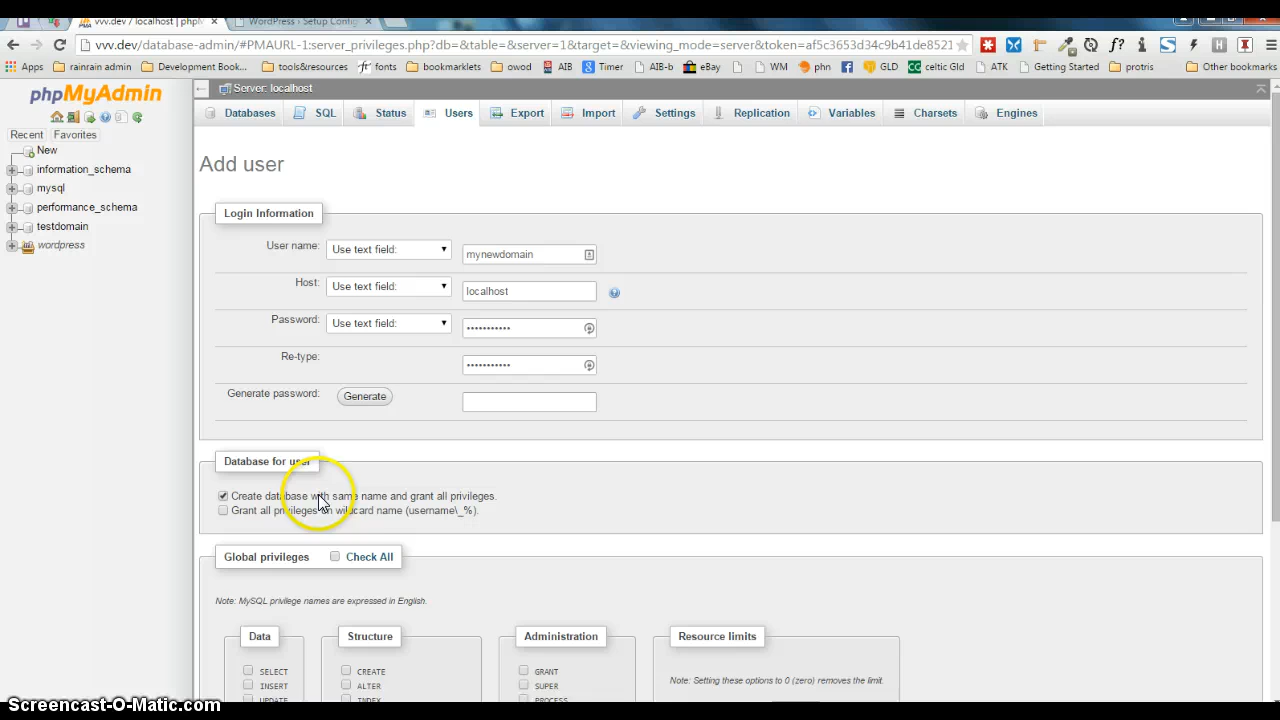 vvv.dev / localhost | phpM
WordPress › Setup Config
vvv.dev/database-admin/#PMAURL-1:server_privileges.php?db=&table=&server=1&target=&viewing_mode=server&token=af5c3653d34c9b41de8521
Apps rainrain admin Development Book tools&resources fonts bookmarklets owod AIB Timer AIB-b eBay WM phn GLD celtic Gld ATK Getting Started protris Other bookmarks
phpMyAdmin
Recent Favorites
New
information_schema
mysql
performance_schema
testdomain
wordpress
Server: localhost
Databases SQL Status Users Export Import Settings Replication Variables Charsets Engines
Add user
Login Information
User name: Use text field: mynewdomain
Host: Use text field: localhost
Password: Use text field: •••••••••••
Re-type: •••••••••••
Generate password: Generate
Database for user
Create database with same name and grant all privileges.
Grant all privileges on wildcard name (username\_%).
Global privileges Check All
Note: MySQL privilege names are expressed in English.
Data Structure Administration Resource limits
SELECT CREATE GRANT
Note: Setting these options to 0 (zero) removes the limit.
INSERT ALTER SUPER
UPDATE INDEX PROCESS
Screencast-O-Matic.com